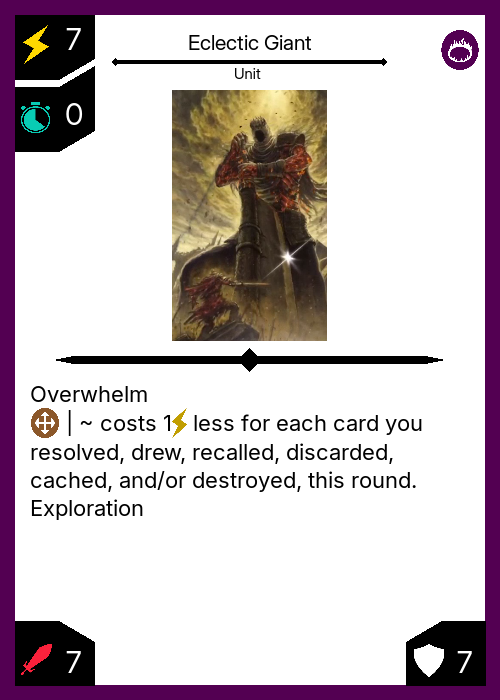 7
Eclectic Giant
Unit
0
Overwhelm
| ~ costs 1 less for each card you
resolved, drew, recalled, discarded,
cached, and/or destroyed, this round.
Exploration
7
7